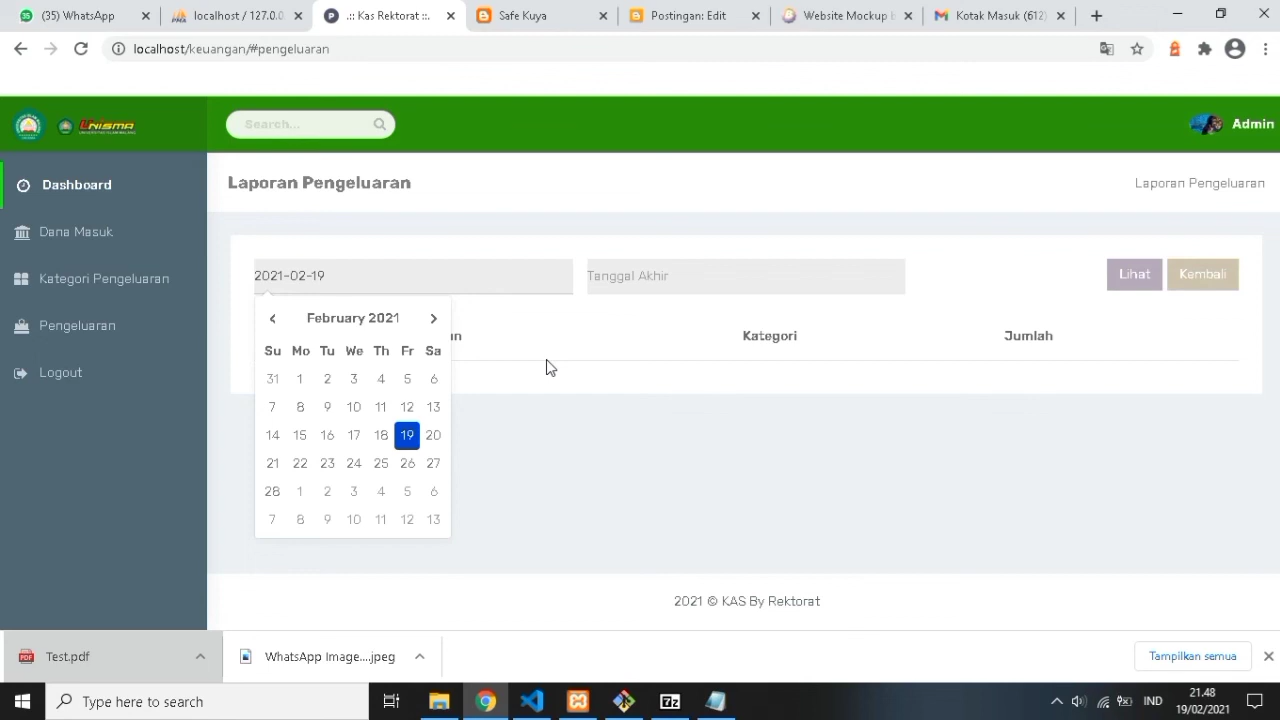 (35) WhatsApp
localhost / 127.0.0
.:: Kas Rektorat ::.
Safe Kuya
Postingan: Edit
Website Mockup
Kotak Masuk (612)
localhost/keuangan/#pengeluaran
UNISMA
Search...
Admin
Dashboard
Dana Masuk
Kategori Pengeluaran
Pengeluaran
Logout
Laporan Pengeluaran
Laporan Pengeluaran
2021-02-19
Tanggal Akhir
Lihat
Kembali
an
Kategori
Jumlah
February 2021
Su Mo Tu We Th Fr Sa
31 1 2 3 4 5 6
7 8 9 10 11 12 13
14 15 16 17 18 19 20
21 22 23 24 25 26 27
28 1 2 3 4 5 6
7 8 9 10 11 12 13
2021 © KAS By Rektorat
Test.pdf
WhatsApp Image....jpeg
Tampilkan semua
Type here to search
IND
21.48
19/02/2021